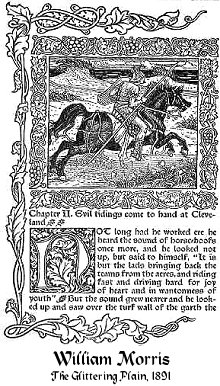 Chapter II. Evil tidings come to hand at Cleve-
land
NOT long had he worked ere he
heard the sound of horsehoofs
once more, and he looked not
up, but said to himself, "It is
but the lads bringing back the
teams from the acres, and riding
fast and driving hard for joy
of heart and in wantonness of
youth" But the sound grew nearer and he look-
ed up and saw over the turf wall of the garth the
William Morris
The Glittering Plain, 1891